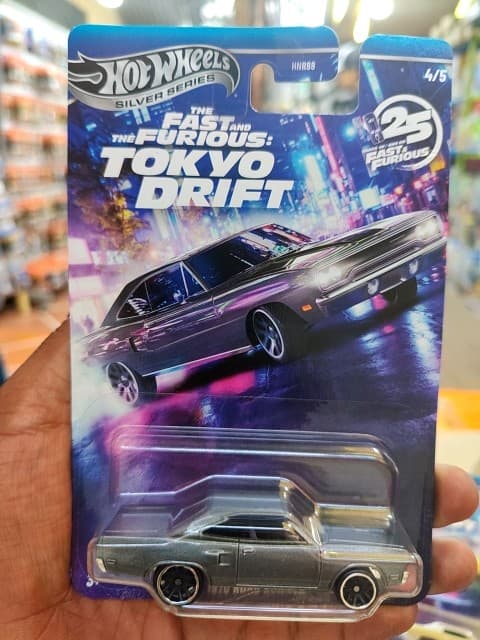 HOT WHEELS
SILVER SERIES
HNR88
4/5
THE
FAST AND
THE FURIOUS:
TOKYO
DRIFT
25
FAST & FURIOUS